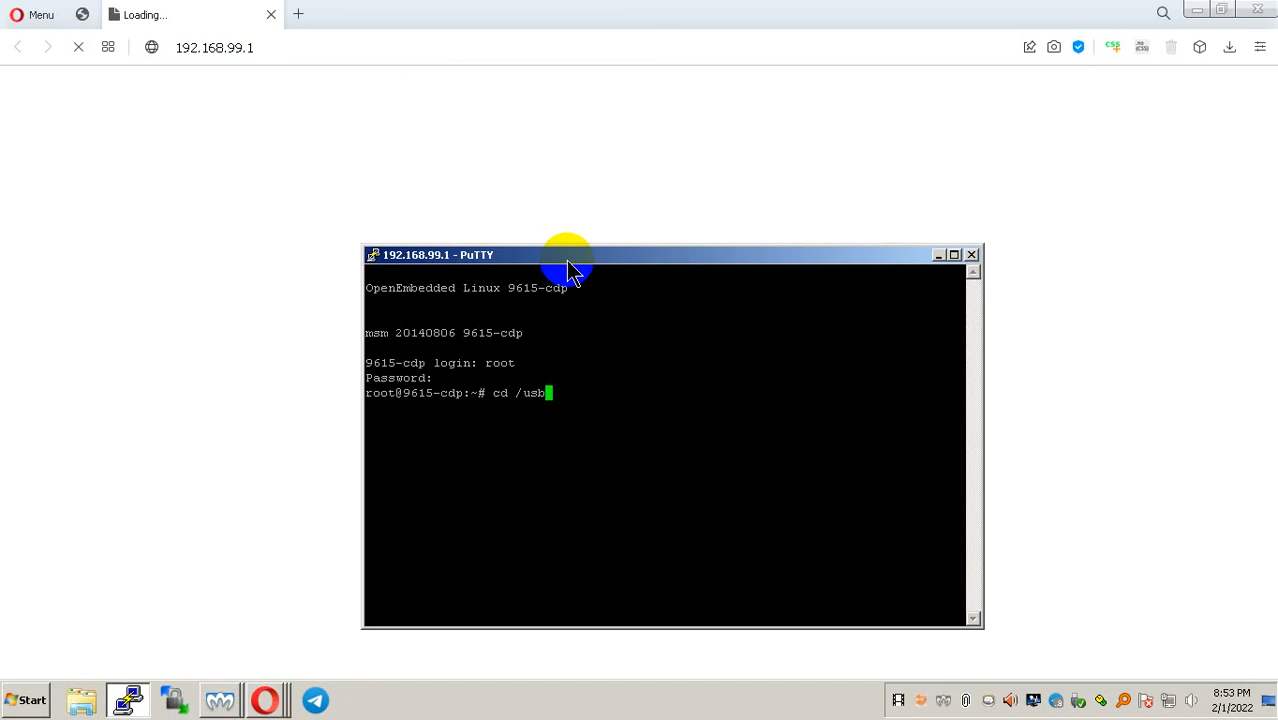 Menu
Loading...
192.168.99.1
CSS
192.168.99.1 - PuTTY
OpenEmbedded Linux 9615-cdp
msm 20140806 9615-cdp
9615-cdp login: root
Password:
root@9615-cdp:~# cd /usb
Start
8:53 PM
2/1/2022